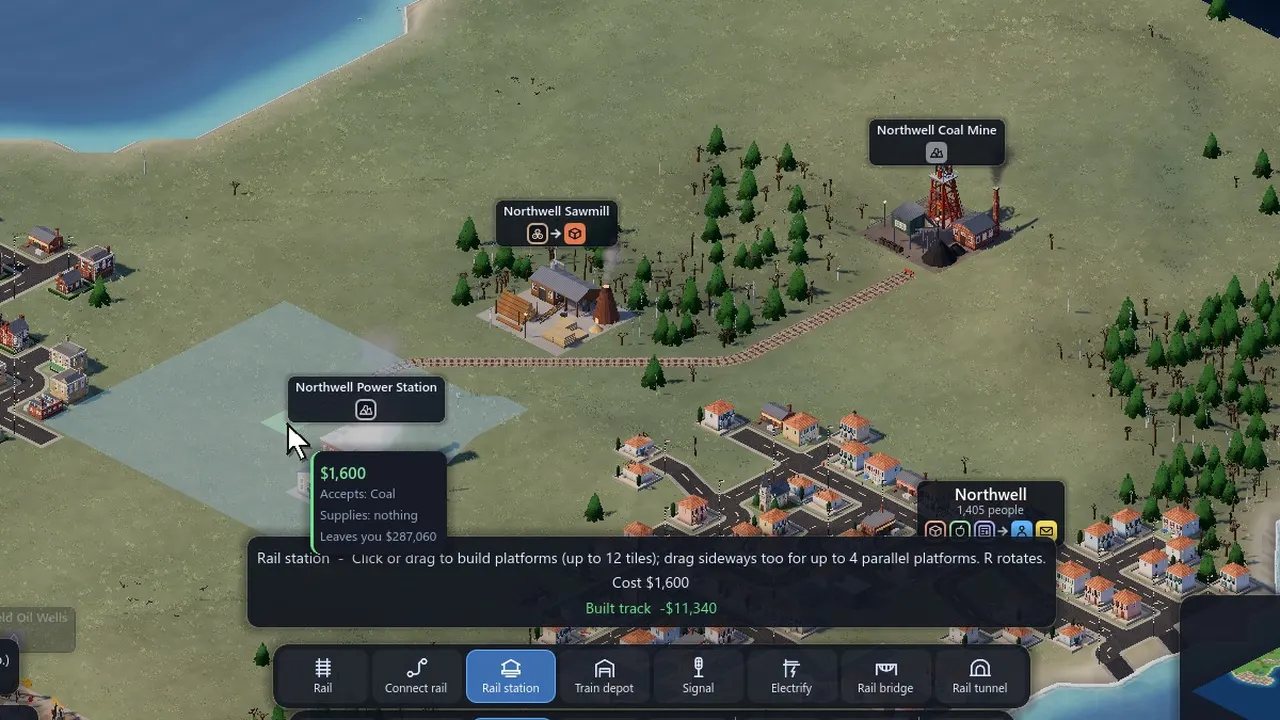 Northwell Coal Mine
Northwell Sawmill
Northwell Power Station
$1,600
Accepts: Coal
Supplies: nothing
Leaves you $287,060
Northwell
1,405 people
Rail station - Click or drag to build platforms (up to 12 tiles); drag sideways too for up to 4 parallel platforms. R rotates.
Cost $1,600
Built track -$11,340
eld Oil Wells
.)
Rail
Connect rail
Rail station
Train depot
Signal
Electrify
Rail bridge
Rail tunnel